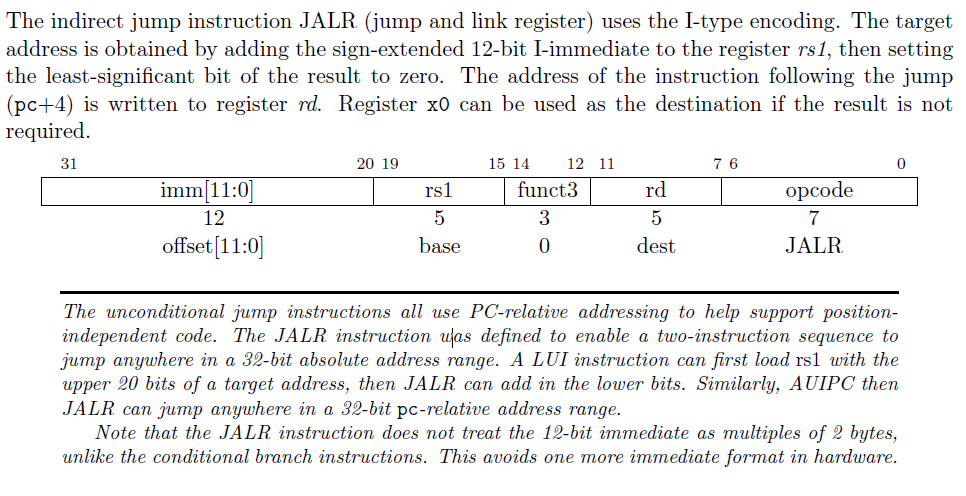 The indirect jump instruction JALR (jump and link register) uses the I-type encoding. The target
address is obtained by adding the sign-extended 12-bit I-immediate to the register rs1, then setting
the least-significant bit of the result to zero. The address of the instruction following the jump
(pc+4) is written to register rd. Register x0 can be used as the destination if the result is not
required.
31 20 19 15 14 12 11 7 6 0
imm[11:0] rs1 funct3 rd opcode
12 5 3 5 7
offset[11:0] base 0 dest JALR
The unconditional jump instructions all use PC-relative addressing to help support position-
independent code. The JALR instruction was defined to enable a two-instruction sequence to
jump anywhere in a 32-bit absolute address range. A LUI instruction can first load rs1 with the
upper 20 bits of a target address, then JALR can add in the lower bits. Similarly, AUIPC then
JALR can jump anywhere in a 32-bit pc-relative address range.
Note that the JALR instruction does not treat the 12-bit immediate as multiples of 2 bytes,
unlike the conditional branch instructions. This avoids one more immediate format in hardware.